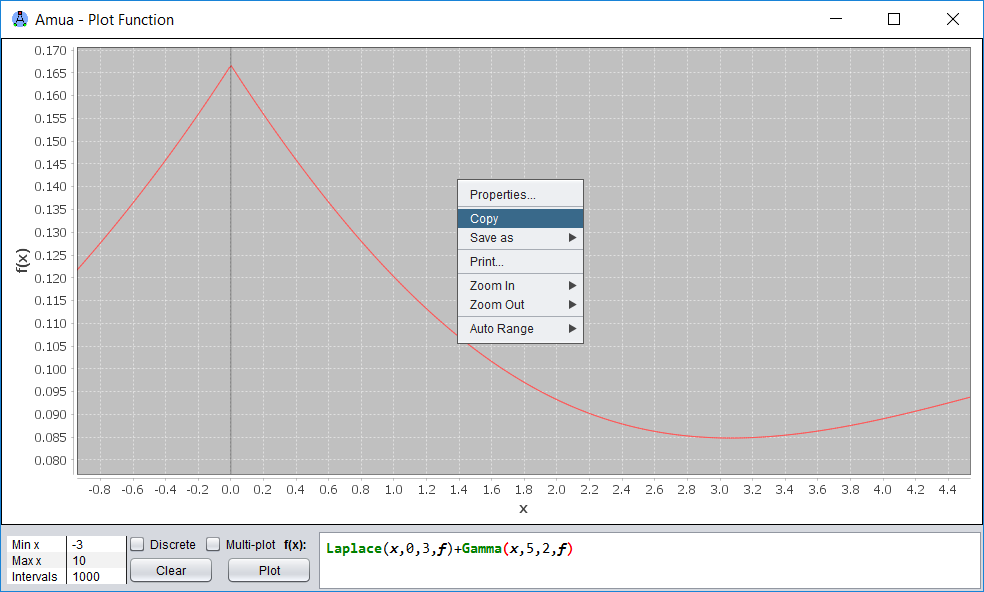 Amua - Plot Function
0.170
0.165
0.160
0.155
0.150
0.145
0.140
0.135
0.130
0.125
0.120
0.115
0.110
0.105
0.100
0.095
0.090
0.085
0.080
f(x)
Properties...
Copy
Save as
Print...
Zoom In
Zoom Out
Auto Range
-0.8 -0.6 -0.4 -0.2 0.0 0.2 0.4 0.6 0.8 1.0 1.2 1.4 1.6 1.8 2.0 2.2 2.4 2.6 2.8 3.0 3.2 3.4 3.6 3.8 4.0 4.2 4.4
x
Min x -3
Max x 10
Intervals 1000
Discrete Multi-plot f(x):
Clear Plot
Laplace(x,0,3,f)+Gamma(x,5,2,f)